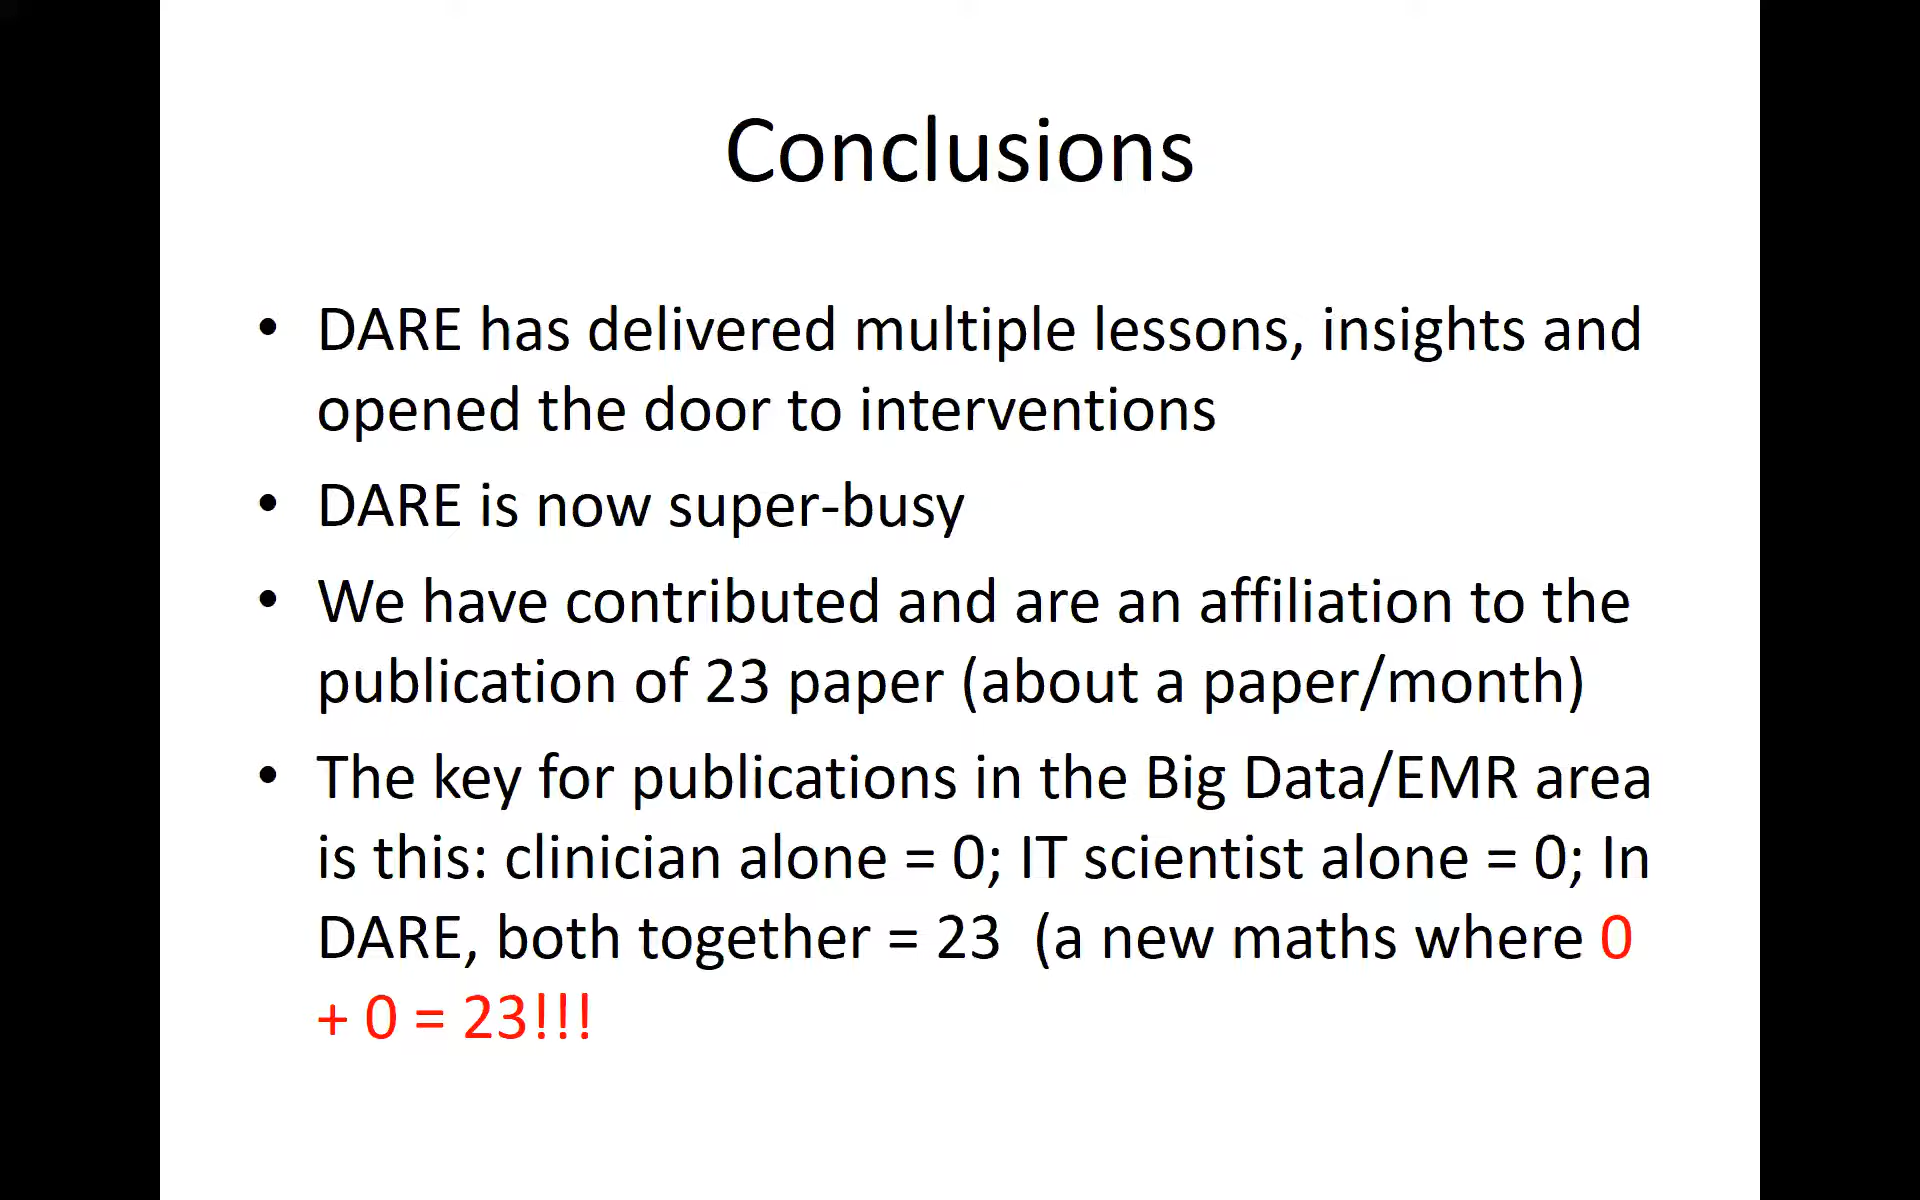 Conclusions
• DARE has delivered multiple lessons, insights and
opened the door to interventions
• DARE is now super-busy
• We have contributed and are an affiliation to the
publication of 23 paper (about a paper/month)
• The key for publications in the Big Data/EMR area
is this: clinician alone = 0; IT scientist alone = 0; In
DARE, both together = 23  (a new maths where 0
+ 0 = 23!!!